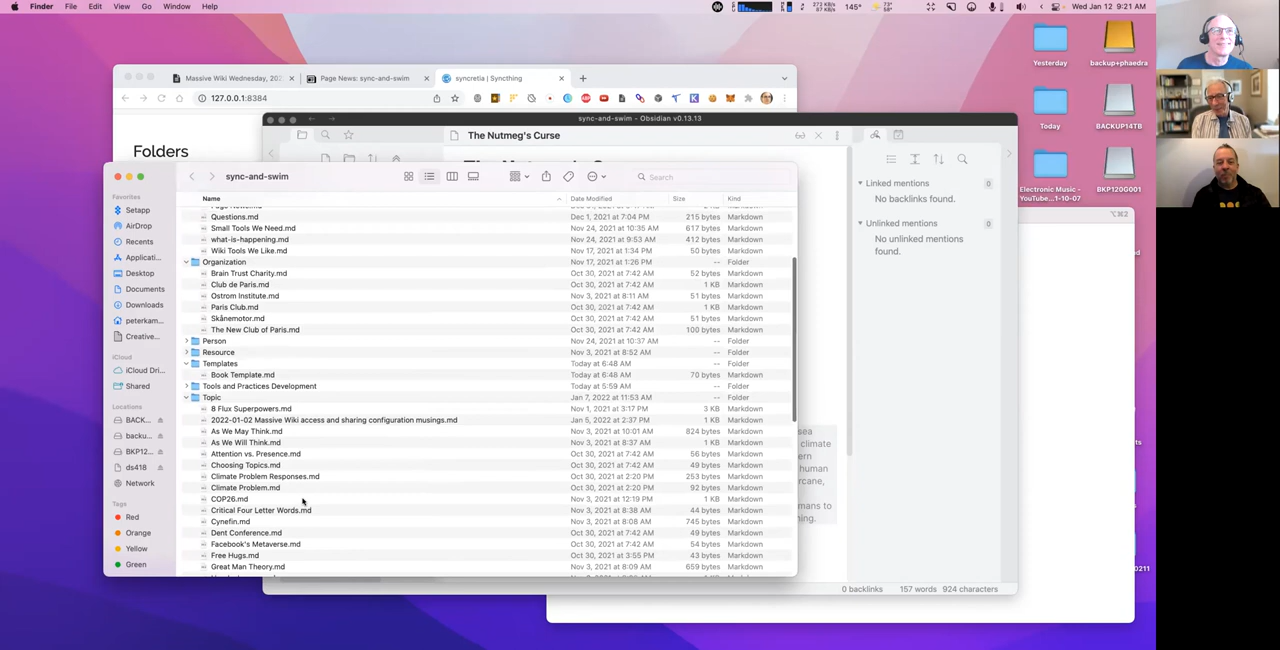 Finder File Edit View Go Window Help
272 KB/s
87 KB/s
145°
73°
58°
Wed Jan 12 9:21 AM
Massive Wiki Wednesday, 202
Page News: sync-and-swim
syncretia | Syncthing
127.0.0.1:8384
Folders
sync-and-swim - Obsidian v0.13.13
The Nutmeg's Curse
Linked mentions 0
No backlinks found.
Unlinked mentions 0
No unlinked mentions
found.
sea
climate
ern
human
arcane,
mans to
ing.
0 backlinks 157 words 924 characters
sync-and-swim
Search
Favorites
Setapp
AirDrop
Recents
Applicati...
Desktop
Documents
Downloads
peterkam...
Creative...
iCloud
iCloud Dri...
Shared
Locations
BACK...
backu...
BKP12...
ds418
Network
Tags
Red
Orange
Yellow
Green
Name Date Modified Size Kind
Questions.md Dec 1, 2021 at 7:04 PM 215 bytes Markdown
Small Tools We Need.md Nov 24, 2021 at 10:35 AM 617 bytes Markdown
what-is-happening.md Nov 24, 2021 at 9:53 AM 412 bytes Markdown
Wiki Tools We Like.md Nov 17, 2021 at 1:34 PM 50 bytes Markdown
Organization Nov 17, 2021 at 1:26 PM -- Folder
Brain Trust Charity.md Oct 30, 2021 at 7:42 AM 52 bytes Markdown
Club de Paris.md Oct 30, 2021 at 7:42 AM 1 KB Markdown
Ostrom Institute.md Nov 3, 2021 at 8:11 AM 51 bytes Markdown
Paris Club.md Oct 30, 2021 at 7:42 AM 1 KB Markdown
Skånemotor.md Oct 30, 2021 at 7:42 AM 51 bytes Markdown
The New Club of Paris.md Oct 30, 2021 at 7:42 AM 100 bytes Markdown
Person Nov 24, 2021 at 10:37 AM -- Folder
Resource Nov 3, 2021 at 8:52 AM -- Folder
Templates Today at 6:48 AM -- Folder
Book Template.md Today at 6:48 AM 70 bytes Markdown
Tools and Practices Development Today at 5:59 AM -- Folder
Topic Jan 7, 2022 at 11:53 AM -- Folder
8 Flux Superpowers.md Nov 1, 2021 at 3:17 PM 3 KB Markdown
2022-01-02 Massive Wiki access and sharing configuration musings.md Jan 5, 2022 at 2:37 PM 1 KB Markdown
As We May Think.md Nov 3, 2021 at 10:01 AM 824 bytes Markdown
As We Will Think.md Nov 3, 2021 at 8:37 AM 1 KB Markdown
Attention vs. Presence.md Oct 30, 2021 at 7:42 AM 56 bytes Markdown
Choosing Topics.md Oct 30, 2021 at 7:42 AM 49 bytes Markdown
Climate Problem Responses.md Oct 30, 2021 at 2:20 PM 253 bytes Markdown
Climate Problem.md Oct 30, 2021 at 2:20 PM 92 bytes Markdown
COP26.md Nov 3, 2021 at 12:19 PM 1 KB Markdown
Critical Four Letter Words.md Nov 3, 2021 at 8:08 AM 44 bytes Markdown
Cynefin.md Nov 3, 2021 at 8:38 AM 745 bytes Markdown
Dent Conference.md Oct 30, 2021 at 7:42 AM 49 bytes Markdown
Facebook's Metaverse.md Oct 30, 2021 at 7:42 AM 54 bytes Markdown
Free Hugs.md Oct 30, 2021 at 3:55 PM 43 bytes Markdown
Great Man Theory.md Nov 3, 2021 at 8:09 AM 659 bytes Markdown
Yesterday
backup+phaedra
Today
BACKUP14TB
Electronic Music -
YouTube...1-10-07
BKP120G001
⌥⌘2
0211